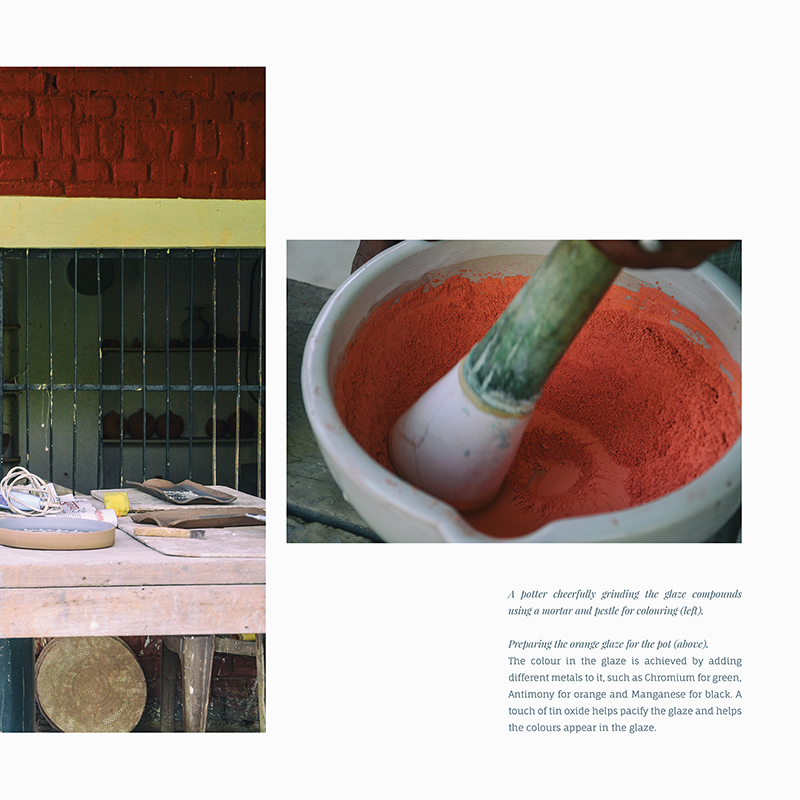 A potter cheerfully grinding the glaze compounds
using a mortar and pestle for colouring (left).
Preparing the orange glaze for the pot (above).
The colour in the glaze is achieved by adding
different metals to it, such as Chromium for green,
Antimony for orange and Manganese for black. A
touch of tin oxide helps pacify the glaze and helps
the colours appear in the glaze.